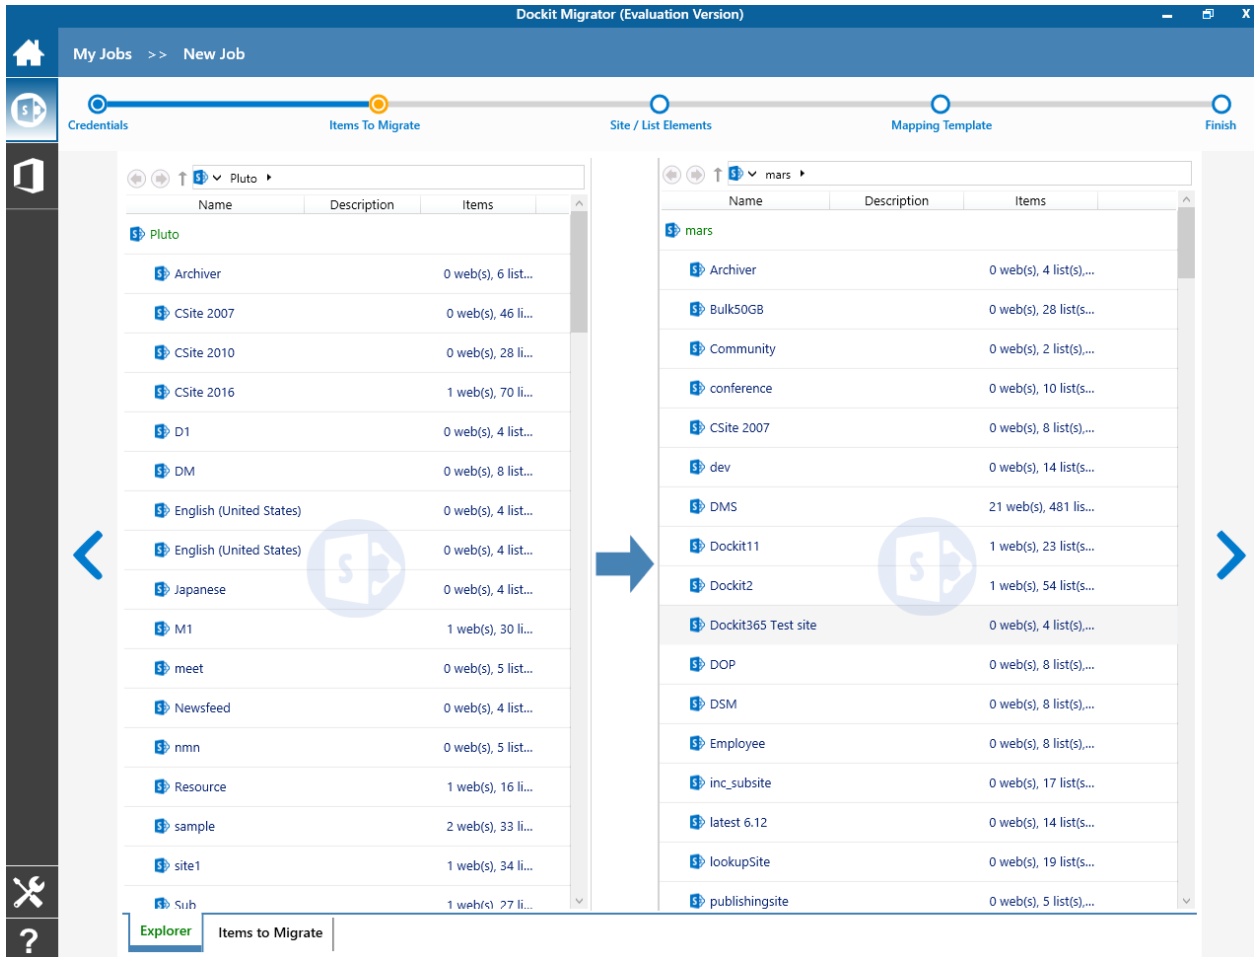 Dockit Migrator (Evaluation Version)
My Jobs >> New Job
Credentials
Items To Migrate
Site / List Elements
Mapping Template
Finish
Pluto
Name Description Items
Pluto
Archiver 0 web(s), 6 list...
CSite 2007 0 web(s), 46 li...
CSite 2010 0 web(s), 28 li...
CSite 2016 1 web(s), 70 li...
D1 0 web(s), 4 list...
DM 0 web(s), 8 list...
English (United States) 0 web(s), 4 list...
English (United States) 0 web(s), 4 list...
Japanese 0 web(s), 4 list...
M1 1 web(s), 30 li...
meet 0 web(s), 5 list...
Newsfeed 0 web(s), 4 list...
nmn 0 web(s), 5 list...
Resource 1 web(s), 16 li...
sample 2 web(s), 33 li...
site1 1 web(s), 34 li...
Sub 1 web(s), 27 li...
mars
Name Description Items
mars
Archiver 0 web(s), 4 list(s),...
Bulk50GB 0 web(s), 28 list(s...
Community 0 web(s), 2 list(s),...
conference 0 web(s), 10 list(s...
CSite 2007 0 web(s), 8 list(s),...
dev 0 web(s), 14 list(s...
DMS 21 web(s), 481 lis...
Dockit11 1 web(s), 23 list(s...
Dockit2 1 web(s), 54 list(s...
Dockit365 Test site 0 web(s), 4 list(s),...
DOP 0 web(s), 8 list(s),...
DSM 0 web(s), 8 list(s),...
Employee 0 web(s), 8 list(s),...
inc_subsite 0 web(s), 17 list(s...
latest 6.12 0 web(s), 14 list(s...
lookupSite 0 web(s), 19 list(s...
publishingsite 0 web(s), 5 list(s),...
Explorer Items to Migrate